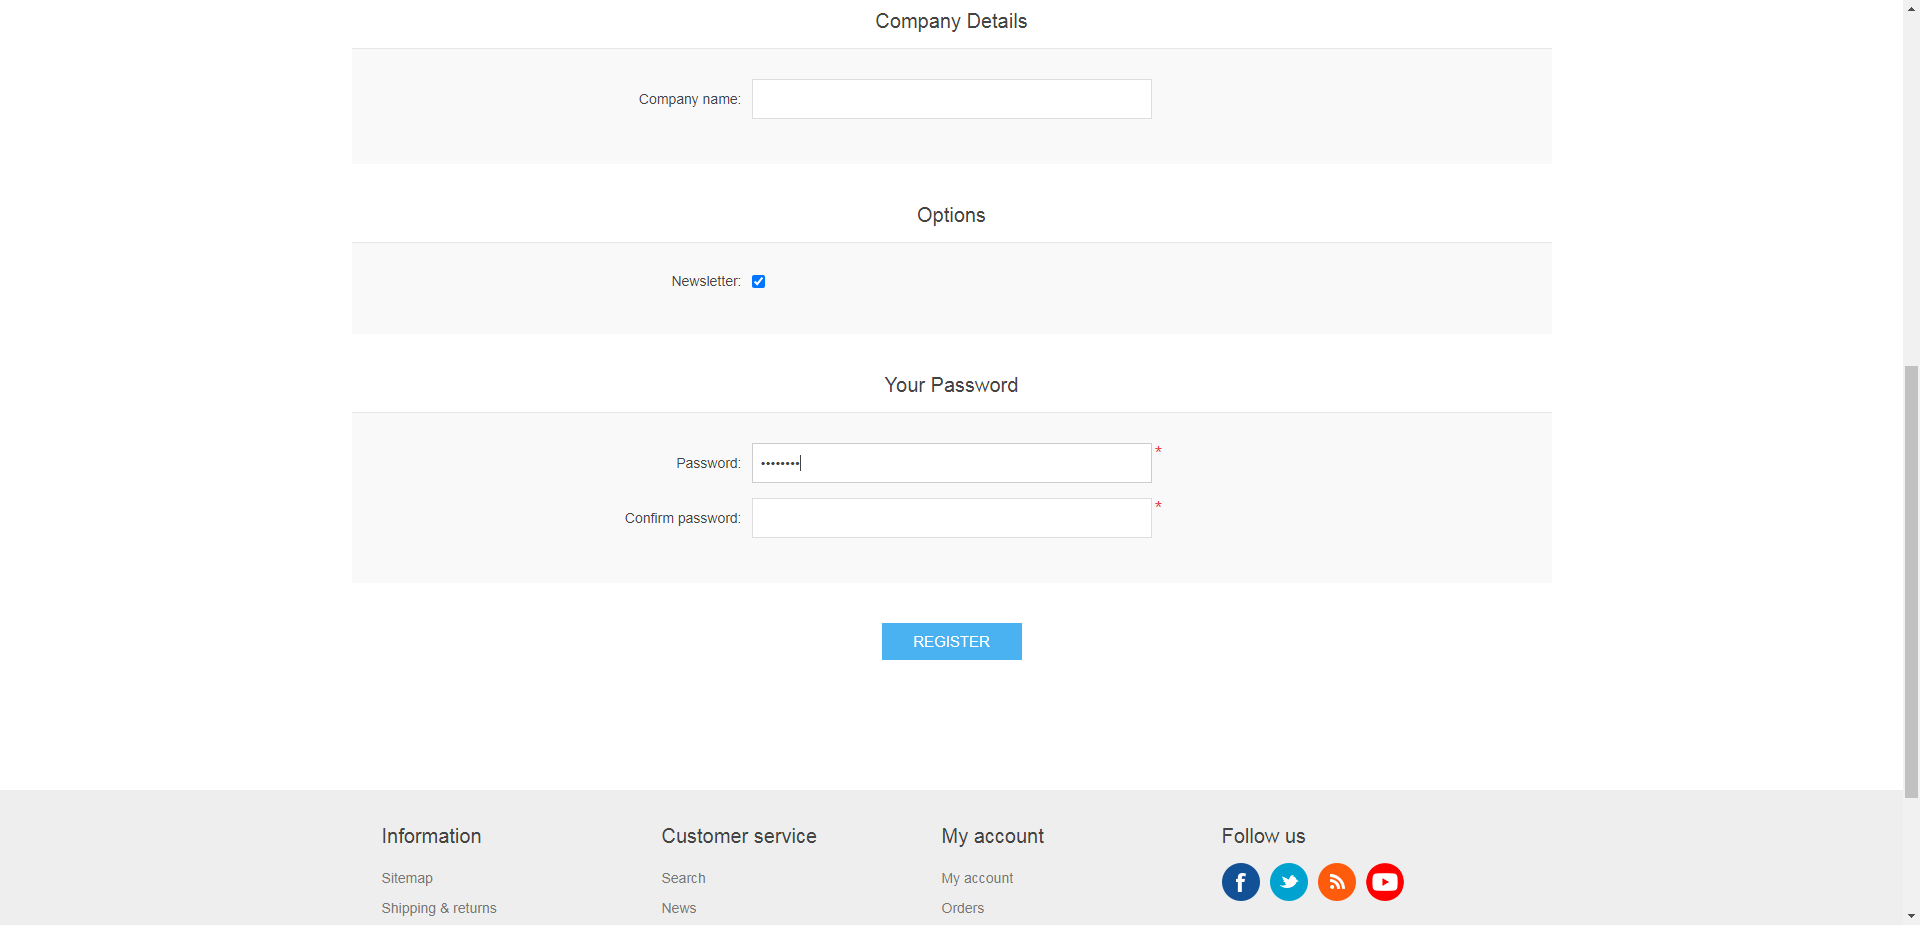 Company Details
Company name:
Options
Newsletter:
Your Password
Password: •••••••• *
Confirm password: *
REGISTER
Information
Customer service
My account
Follow us
Sitemap
Search
My account
Shipping & returns
News
Orders